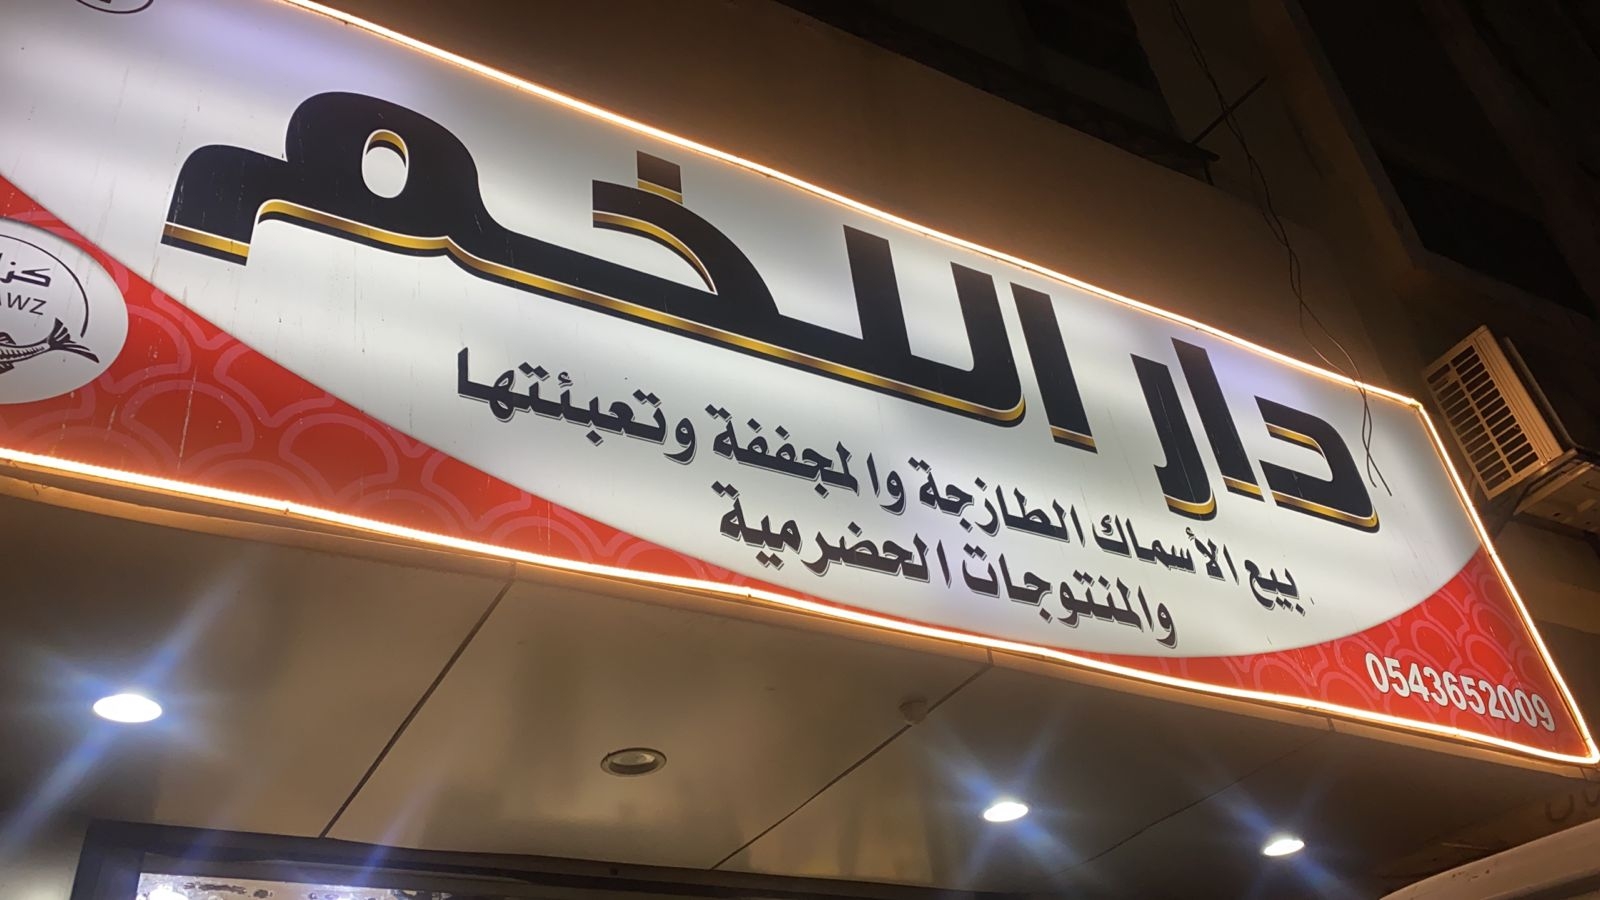 دار اللخم
بيع الأسماك الطازجة والمجففة وتعبئتها
والمنتوجات الحضرمية
0543652009